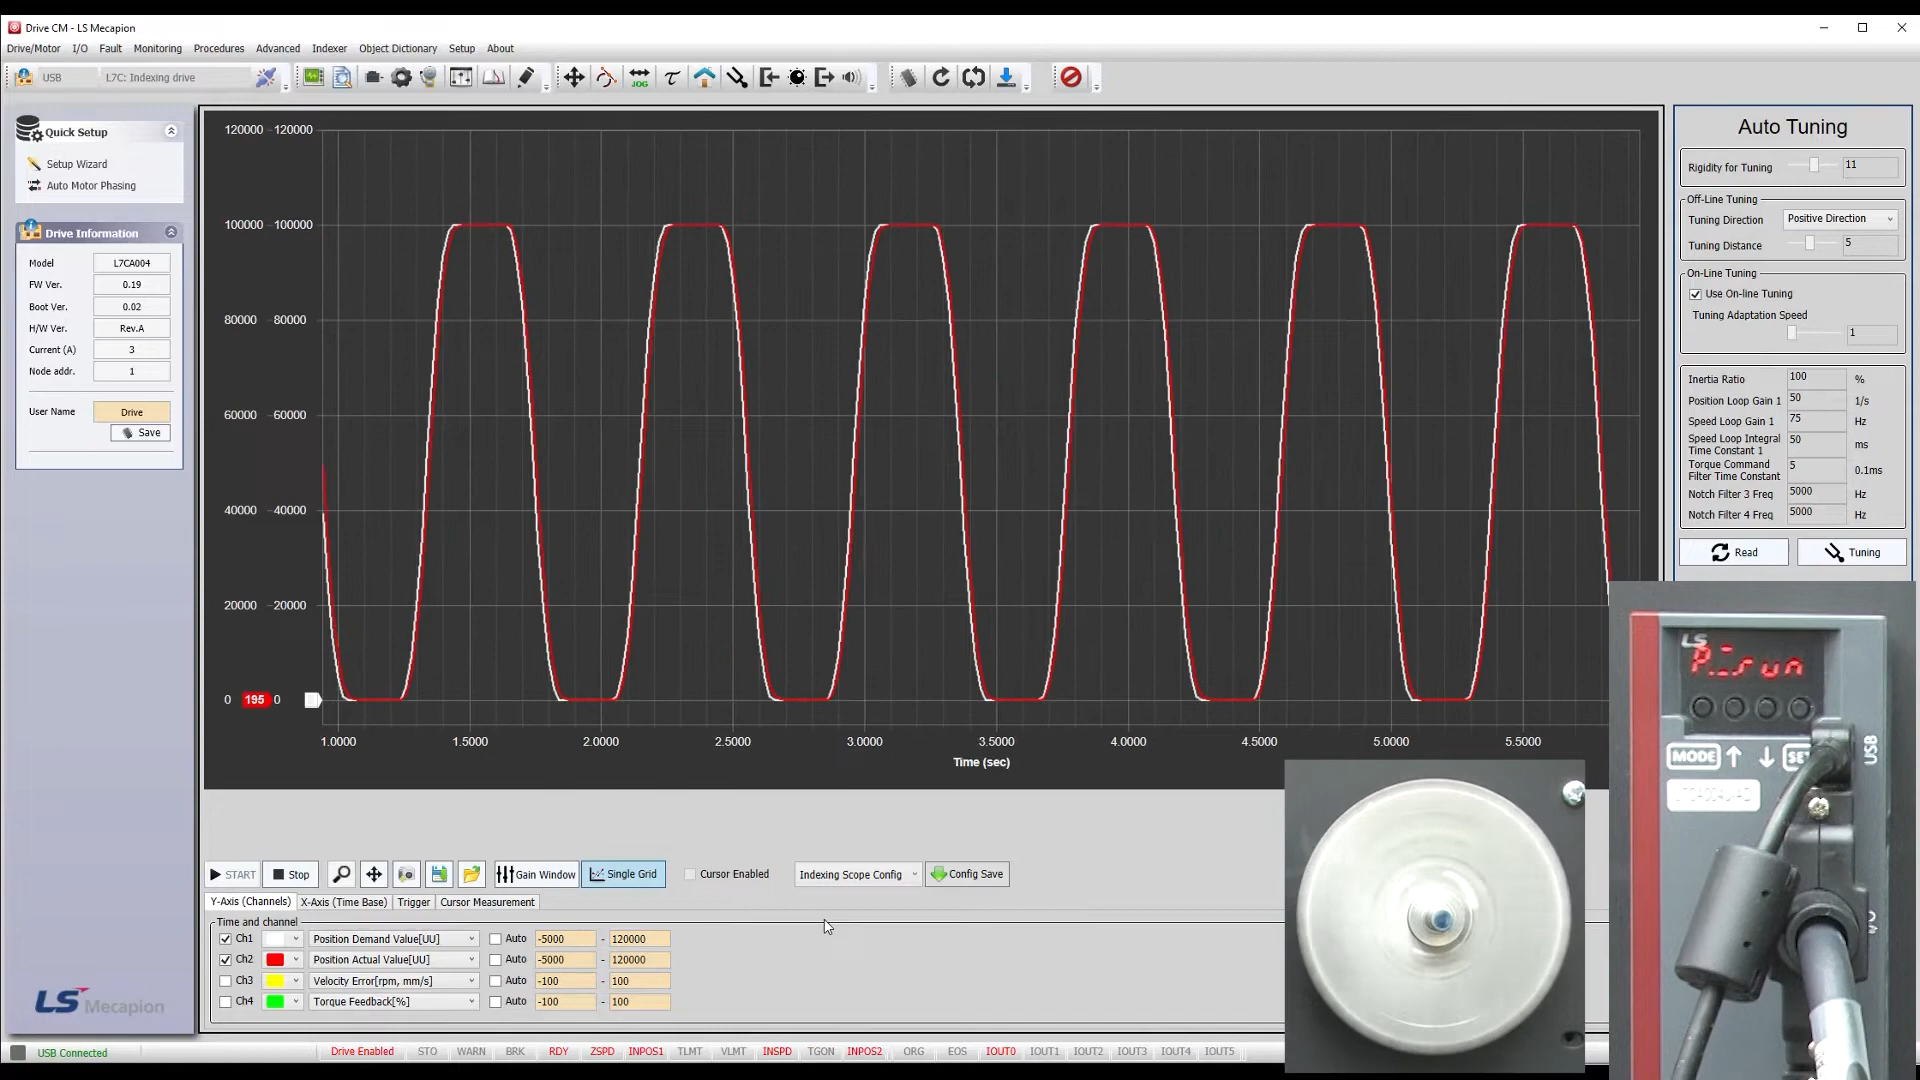 Drive CM - LS Mecapion
Drive/Motor I/O Fault Monitoring Procedures Advanced Indexer Object Dictionary Setup About
USB L7C: Indexing drive JOG
Quick Setup
Setup Wizard
Auto Motor Phasing
Drive Information
Model L7CA004
FW Ver. 0.19
Boot Ver. 0.02
H/W Ver. Rev.A
Current (A) 3
Node addr. 1
User Name Drive
Save
LS Mecapion
120000 120000
100000 100000
80000 80000
60000 60000
40000 40000
20000 20000
0 195 0
1.0000 1.5000 2.0000 2.5000 3.0000 3.5000 4.0000 4.5000 5.0000 5.5000
Time (sec)
START Stop Gain Window Single Grid Cursor Enabled Indexing Scope Config Config Save
Y-Axis (Channels) X-Axis (Time Base) Trigger Cursor Measurement
Time and channel
Ch1 Position Demand Value[UU] Auto -5000 - 120000
Ch2 Position Actual Value[UU] Auto -5000 - 120000
Ch3 Velocity Error[rpm, mm/s] Auto -100 - 100
Ch4 Torque Feedback[%] Auto -100 - 100
Auto Tuning
Rigidity for Tuning 11
Off-Line Tuning
Tuning Direction Positive Direction
Tuning Distance 5
On-Line Tuning
Use On-line Tuning
Tuning Adaptation Speed
1
Inertia Ratio 100 %
Position Loop Gain 1 50 1/s
Speed Loop Gain 1 75 Hz
Speed Loop Integral
Time Constant 1 50 ms
Torque Command
Filter Time Constant 5 0.1ms
Notch Filter 3 Freq 5000 Hz
Notch Filter 4 Freq 5000 Hz
Read Tuning
LS
MODE
USB
USB Connected Drive Enabled STO WARN BRK RDY ZSPD INPOS1 TLMT VLMT INSPD TGON INPOS2 ORG EOS IOUT0 IOUT1 IOUT2 IOUT3 IOUT4 IOUT5